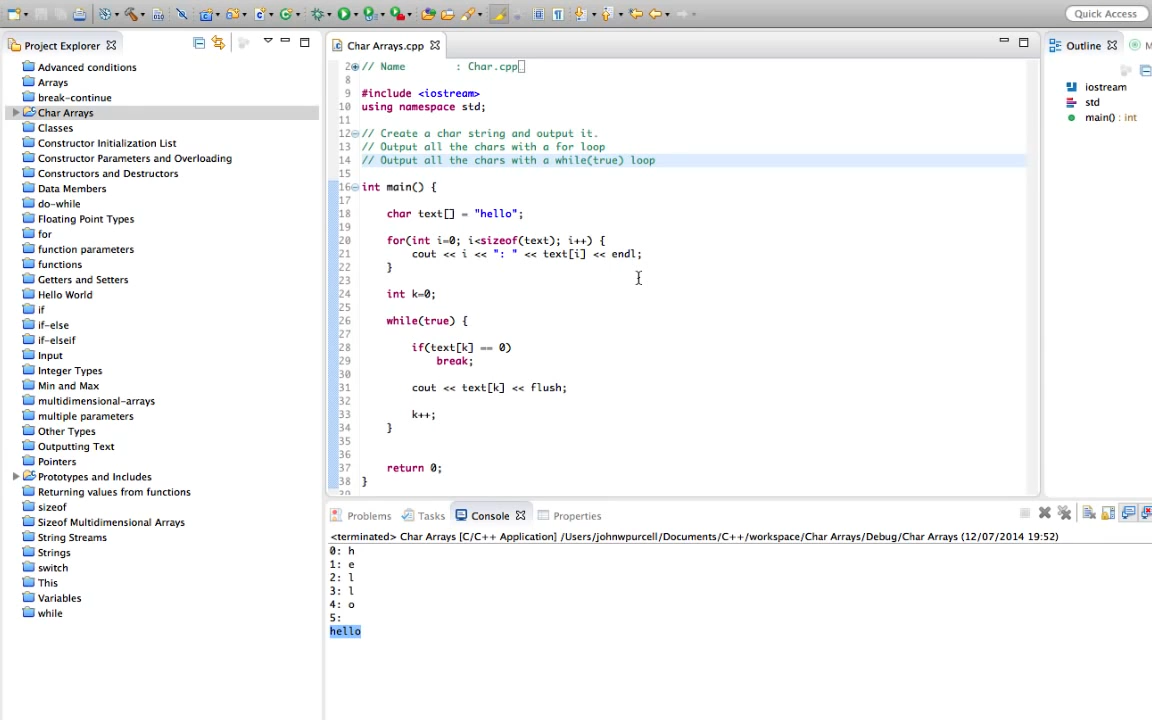 Quick Access
Project Explorer
Advanced conditions
Arrays
break-continue
Char Arrays
Classes
Constructor Initialization List
Constructor Parameters and Overloading
Constructors and Destructors
Data Members
do-while
Floating Point Types
for
function parameters
functions
Getters and Setters
Hello World
if
if-else
if-elseif
Input
Integer Types
Min and Max
multidimensional-arrays
multiple parameters
Other Types
Outputting Text
Pointers
Prototypes and Includes
Returning values from functions
sizeof
Sizeof Multidimensional Arrays
String Streams
Strings
switch
This
Variables
while
Char Arrays.cpp
2 // Name : Char.cpp
8
9 #include <iostream>
10 using namespace std;
11
12 // Create a char string and output it.
13 // Output all the chars with a for loop
14 // Output all the chars with a while(true) loop
15
16 int main() {
17
18 char text[] = "hello";
19
20 for(int i=0; i<sizeof(text); i++) {
21 cout << i << ": " << text[i] << endl;
22 }
23
24 int k=0;
25
26 while(true) {
27
28 if(text[k] == 0)
29 break;
30
31 cout << text[k] << flush;
32
33 k++;
34 }
35
36
37 return 0;
38 }
39
Outline
M
iostream
std
main() : int
Problems Tasks Console Properties
<terminated> Char Arrays [C/C++ Application] /Users/johnwpurcell/Documents/C++/workspace/Char Arrays/Debug/Char Arrays (12/07/2014 19:52)
0: h
1: e
2: l
3: l
4: o
5:
hello